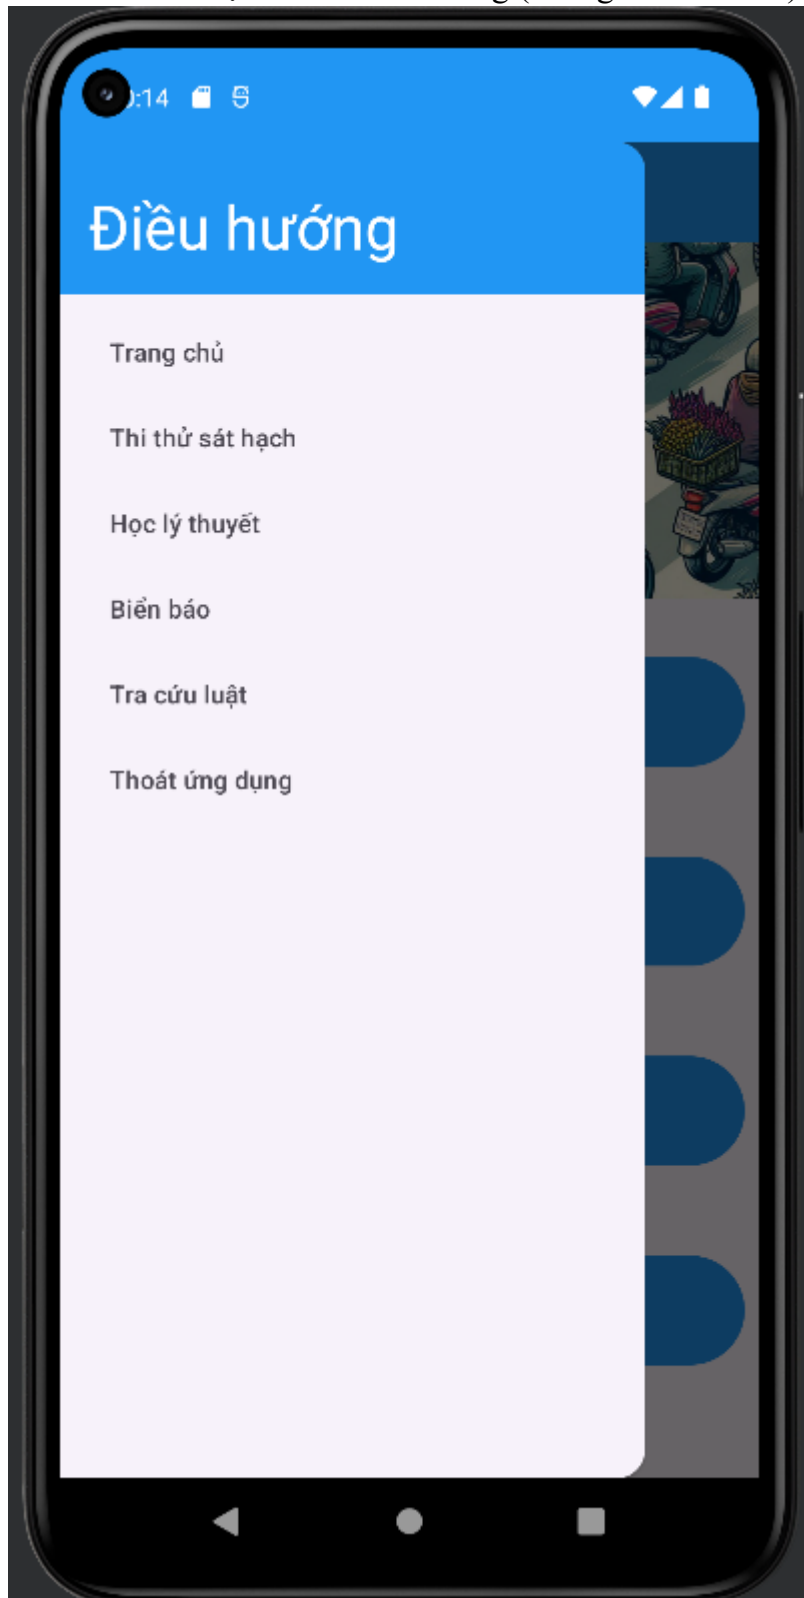 :14
Điều hướng
Trang chủ
Thi thử sát hạch
Học lý thuyết
Biển báo
Tra cứu luật
Thoát ứng dụng